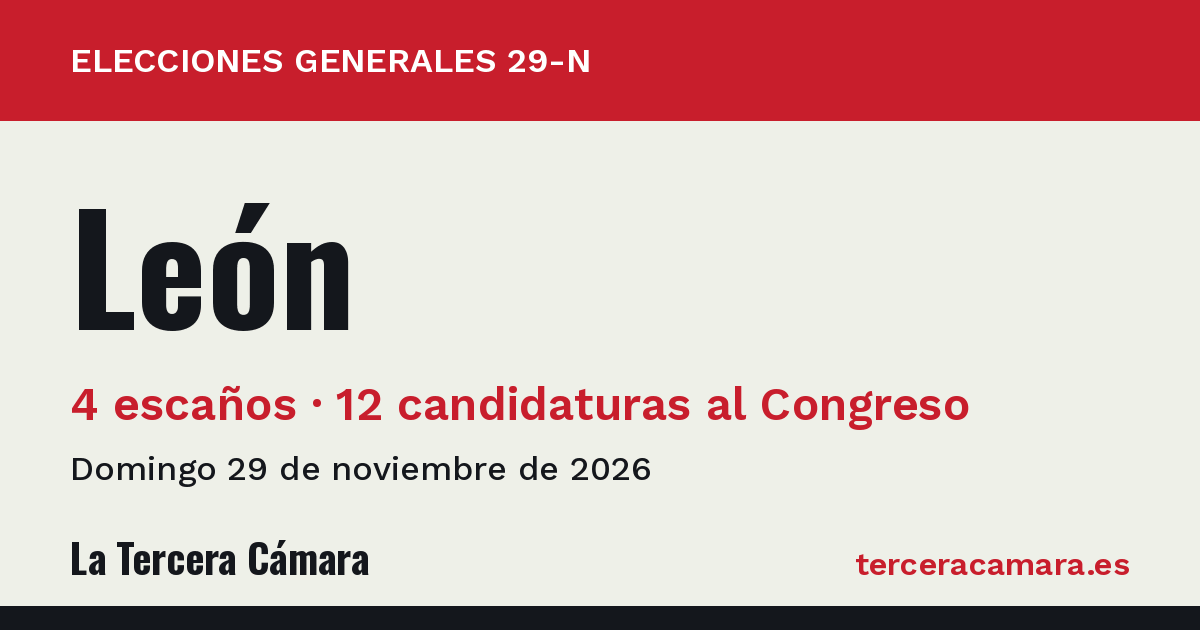 ELECCIONES GENERALES 29-N
León
4 escaños · 12 candidaturas al Congreso
Domingo 29 de noviembre de 2026
La Tercera Cámara
terceracamara.es